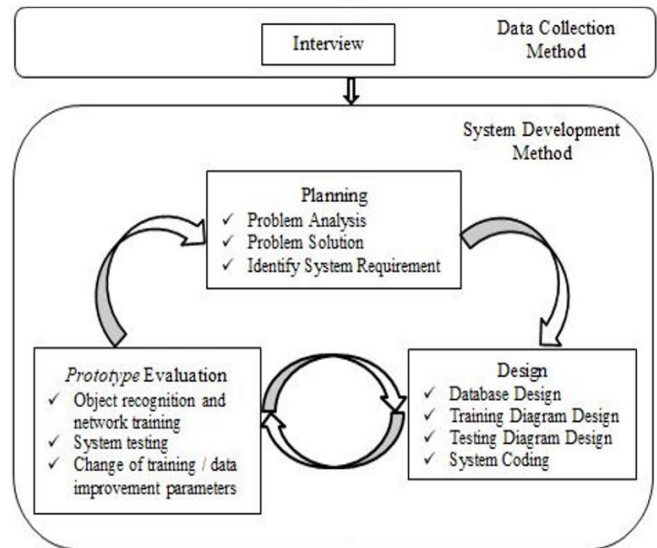 Interview
Data Collection
Method
System Development
Method
Planning
✓ Problem Analysis
✓ Problem Solution
✓ Identify System Requirement
Prototype Evaluation
✓ Object recognition and
network training
✓ System testing
✓ Change of training / data
improvement parameters
Design
✓ Database Design
✓ Training Diagram Design
✓ Testing Diagram Design
✓ System Coding